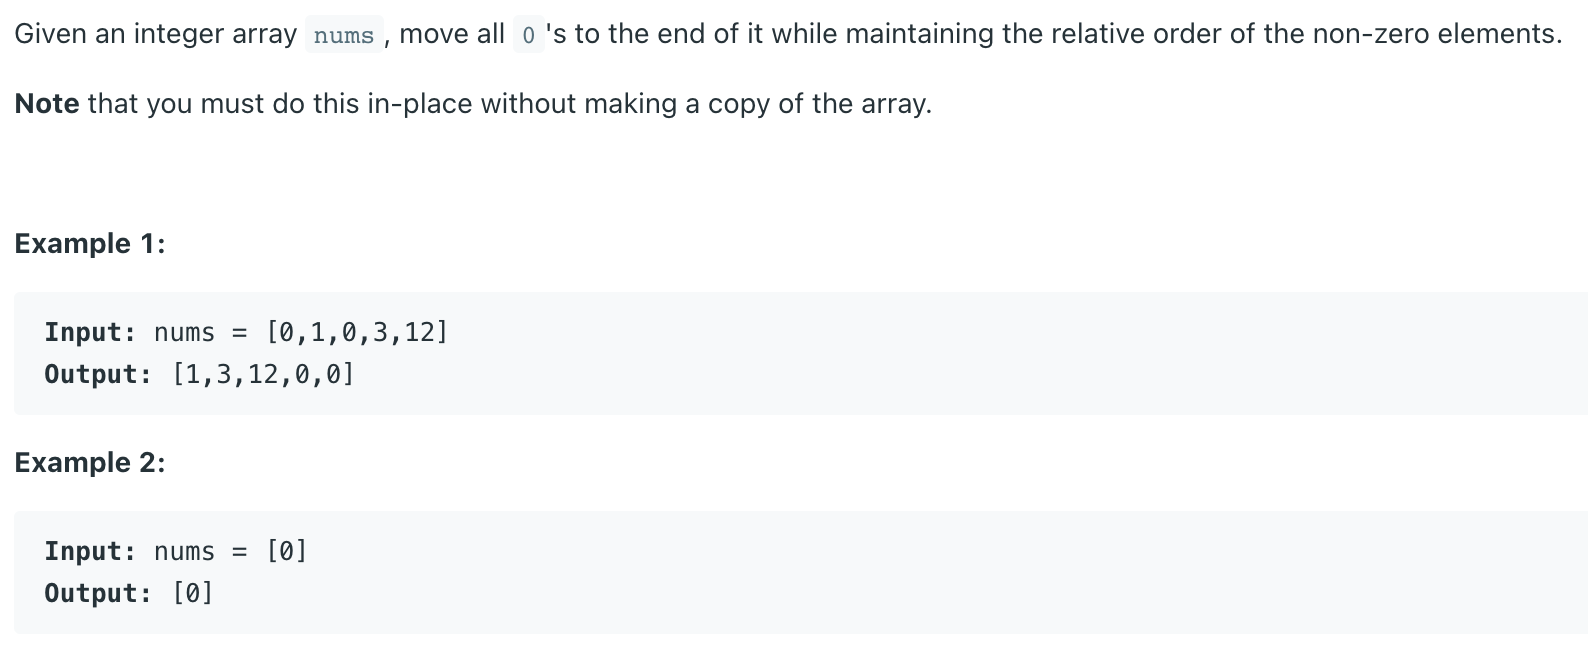 Given an integer array nums, move all 0's to the end of it while maintaining the relative order of the non-zero elements.
Note that you must do this in-place without making a copy of the array.
Example 1:
Input: nums = [0,1,0,3,12]
Output: [1,3,12,0,0]
Example 2:
Input: nums = [0]
Output: [0]